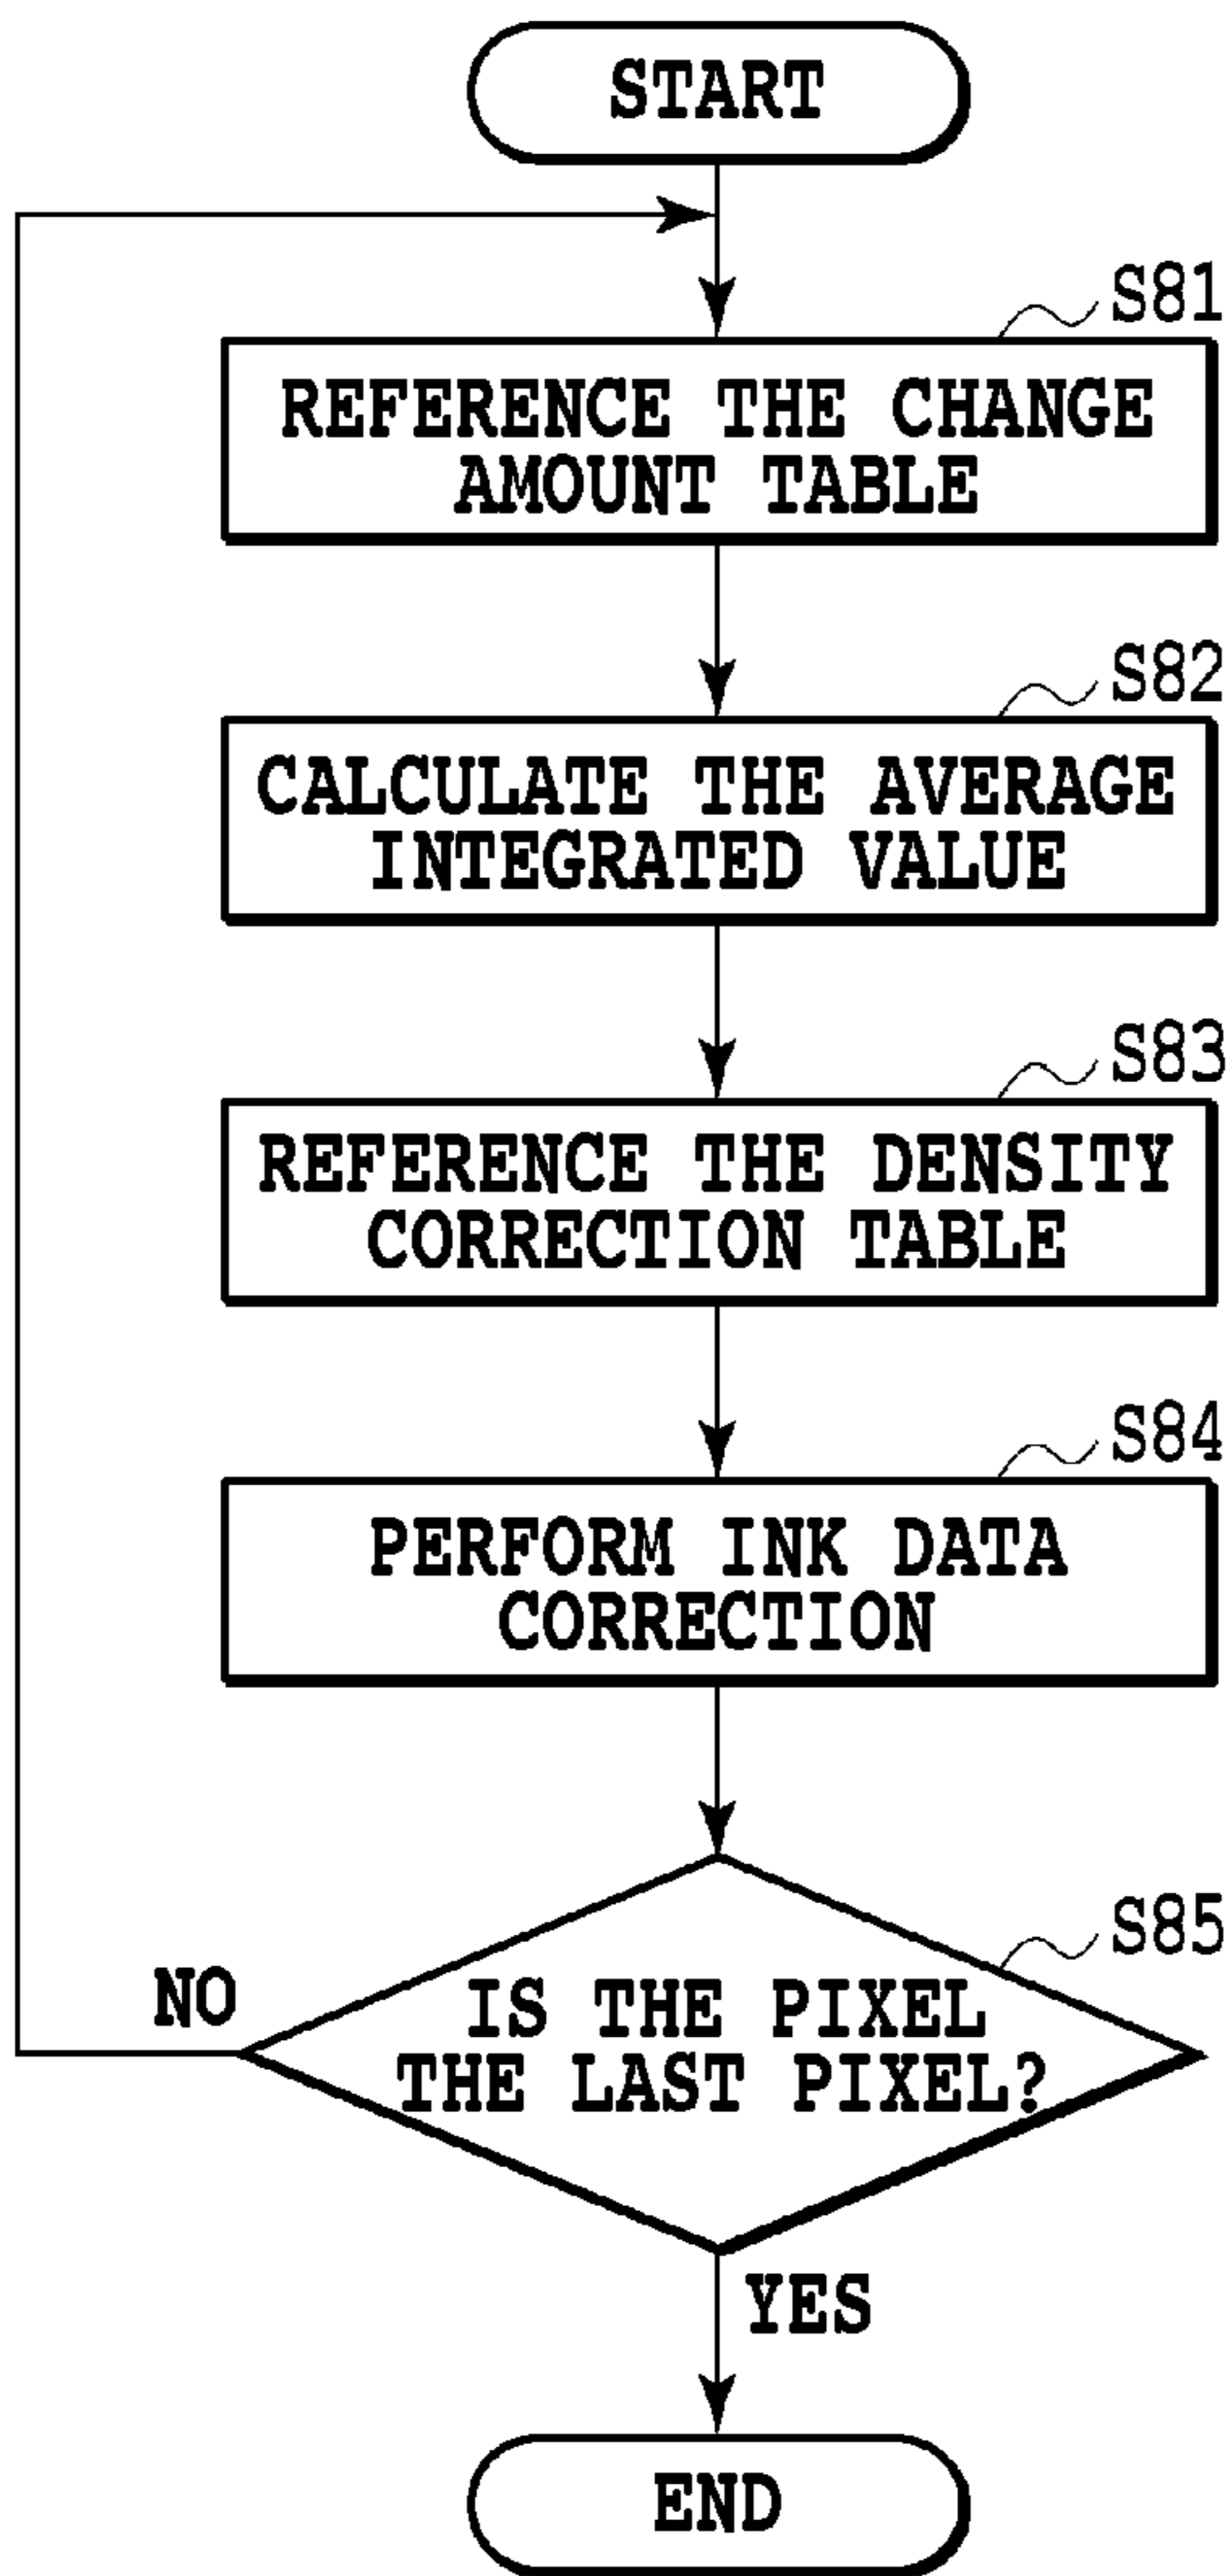 START
S81
REFERENCE THE CHANGE
AMOUNT TABLE
S82
CALCULATE THE AVERAGE
INTEGRATED VALUE
S83
REFERENCE THE DENSITY
CORRECTION TABLE
S84
PERFORM INK DATA
CORRECTION
S85
IS THE PIXEL
THE LAST PIXEL?
NO
YES
END